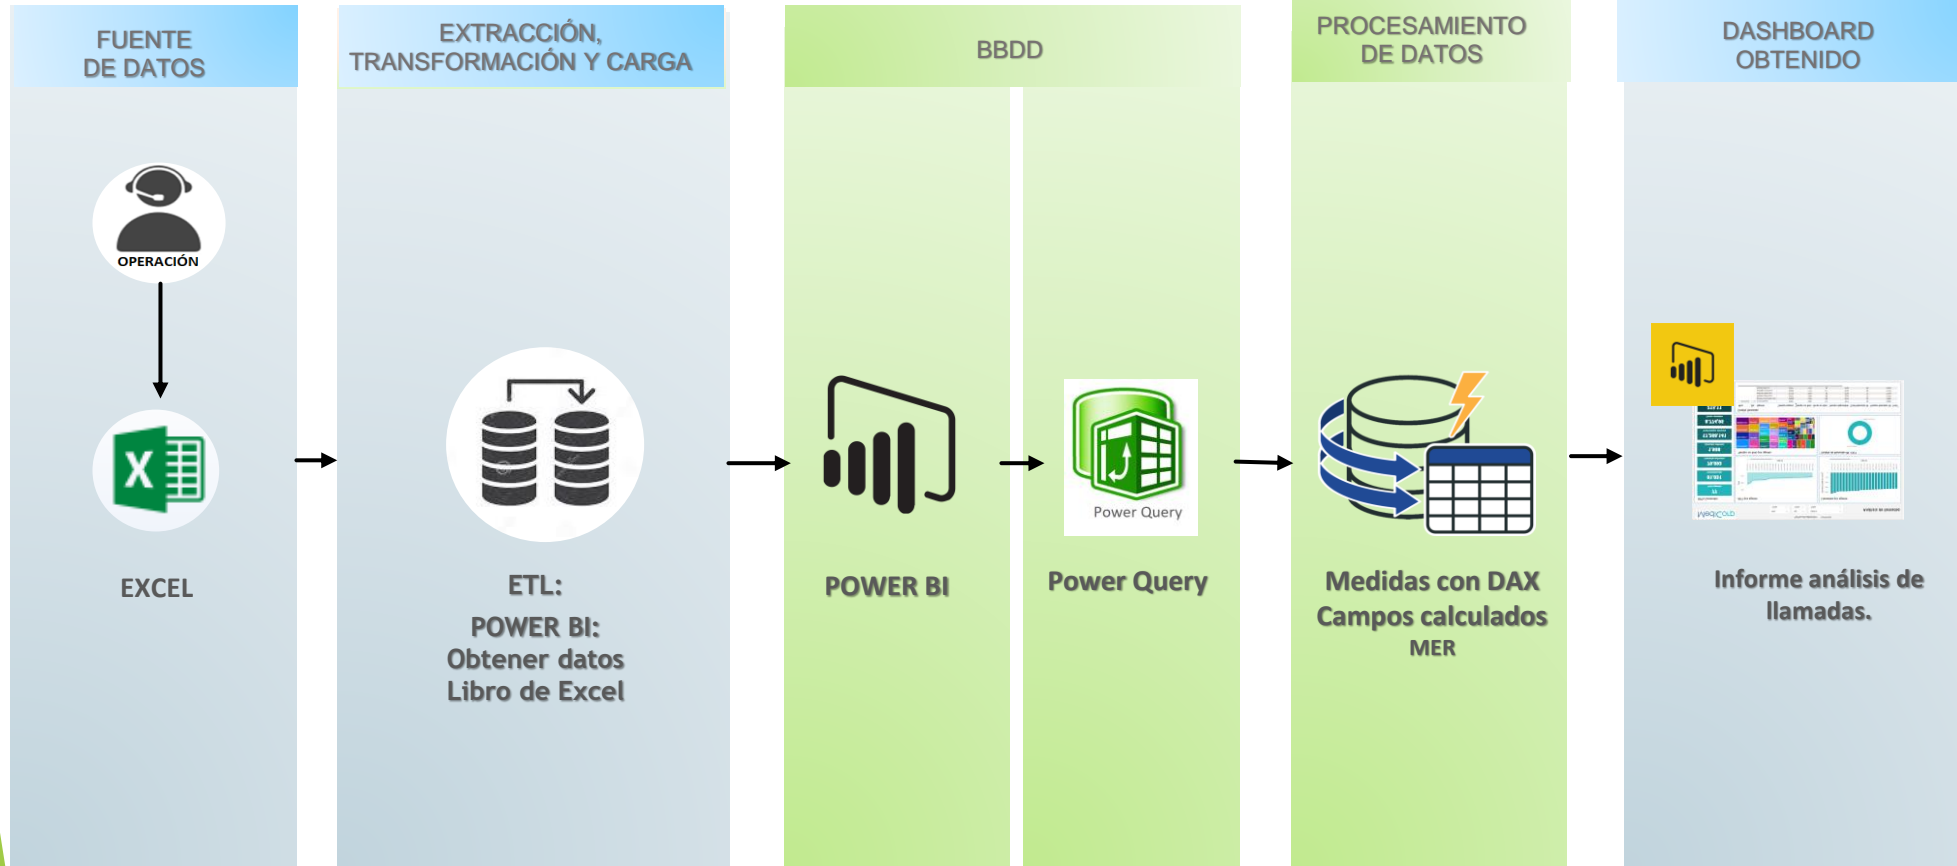 FUENTE
DE DATOS
EXTRACCIÓN,
TRANSFORMACIÓN Y CARGA
BBDD
PROCESAMIENTO
DE DATOS
DASHBOARD
OBTENIDO
OPERACIÓN
EXCEL
ETL:
POWER BI:
Obtener datos
Libro de Excel
POWER BI
Power Query
Power Query
Medidas con DAX
Campos calculados
MER
MediCorp
Informe análisis de
llamadas.